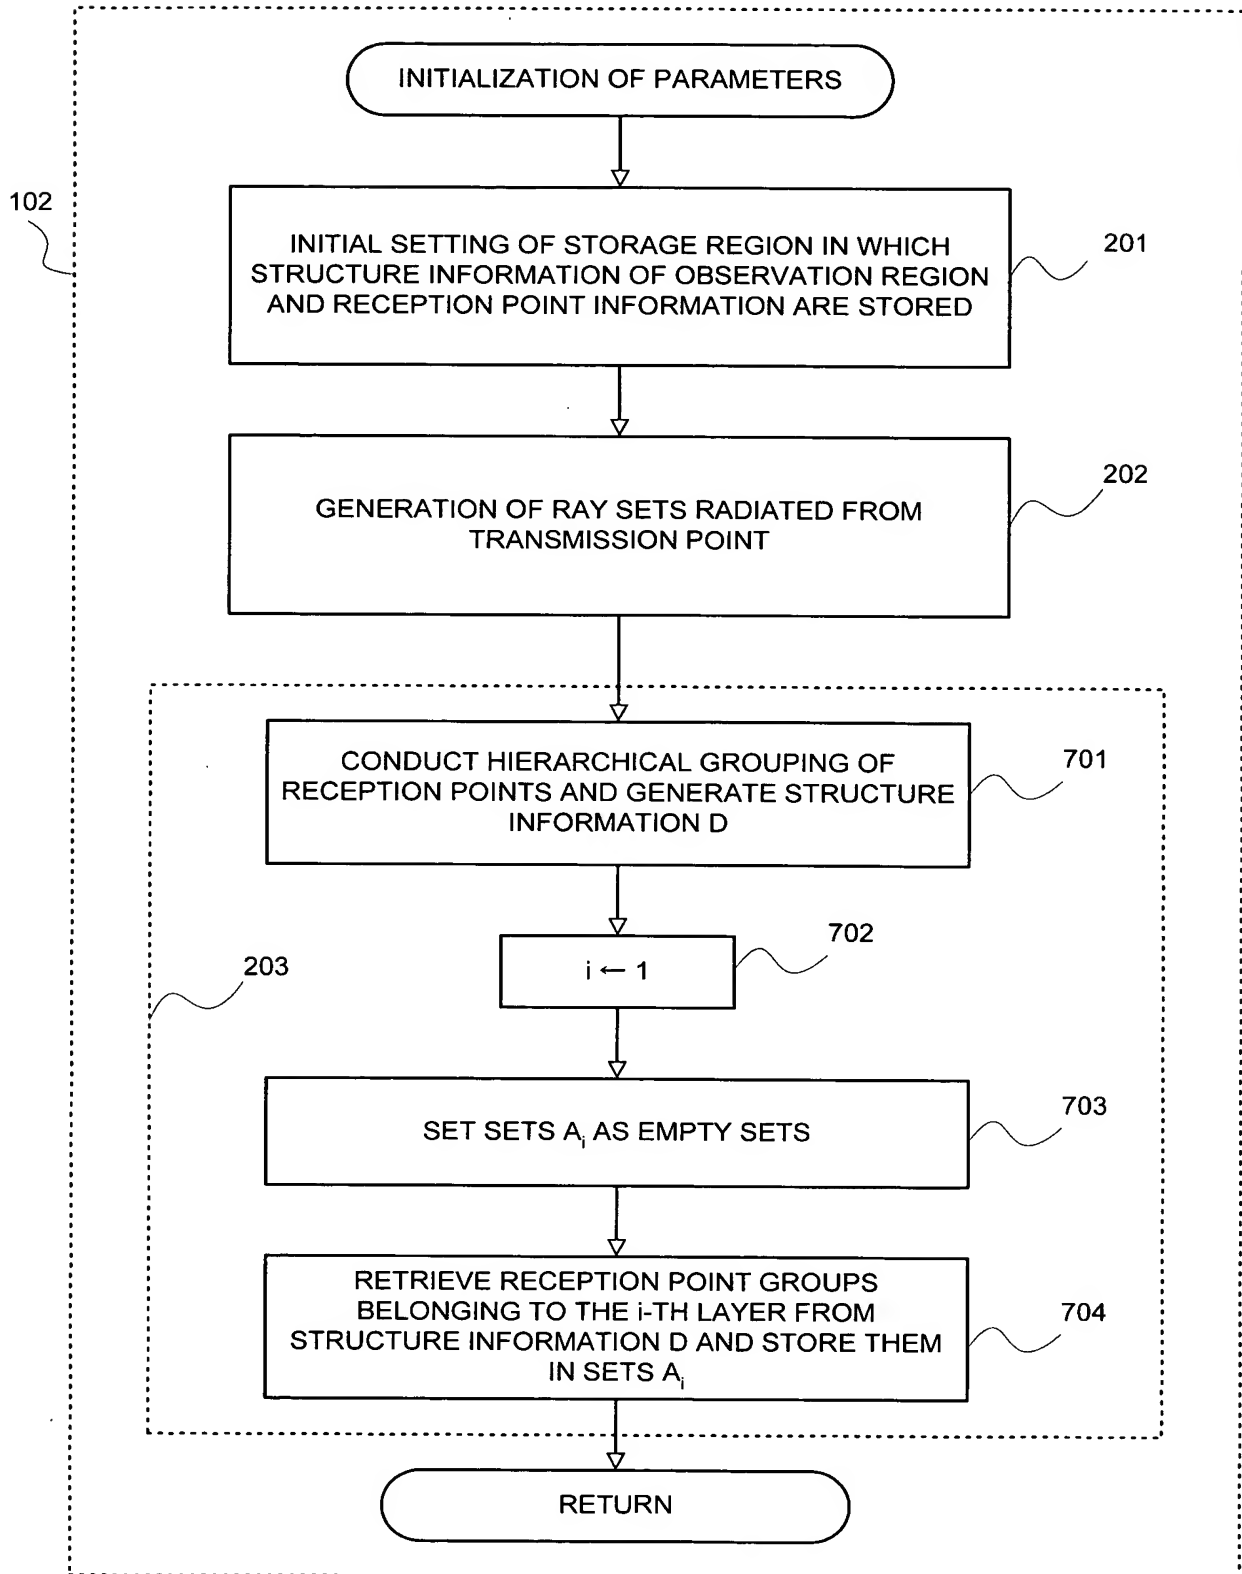 INITIALIZATION OF PARAMETERS
102
INITIAL SETTING OF STORAGE REGION IN WHICH
STRUCTURE INFORMATION OF OBSERVATION REGION
AND RECEPTION POINT INFORMATION ARE STORED
201
GENERATION OF RAY SETS RADIATED FROM
TRANSMISSION POINT
202
CONDUCT HIERARCHICAL GROUPING OF
RECEPTION POINTS AND GENERATE STRUCTURE
INFORMATION D
701
i ← 1
702
203
SET SETS Ai AS EMPTY SETS
703
RETRIEVE RECEPTION POINT GROUPS
BELONGING TO THE i-TH LAYER FROM
STRUCTURE INFORMATION D AND STORE THEM
IN SETS Ai
704
RETURN